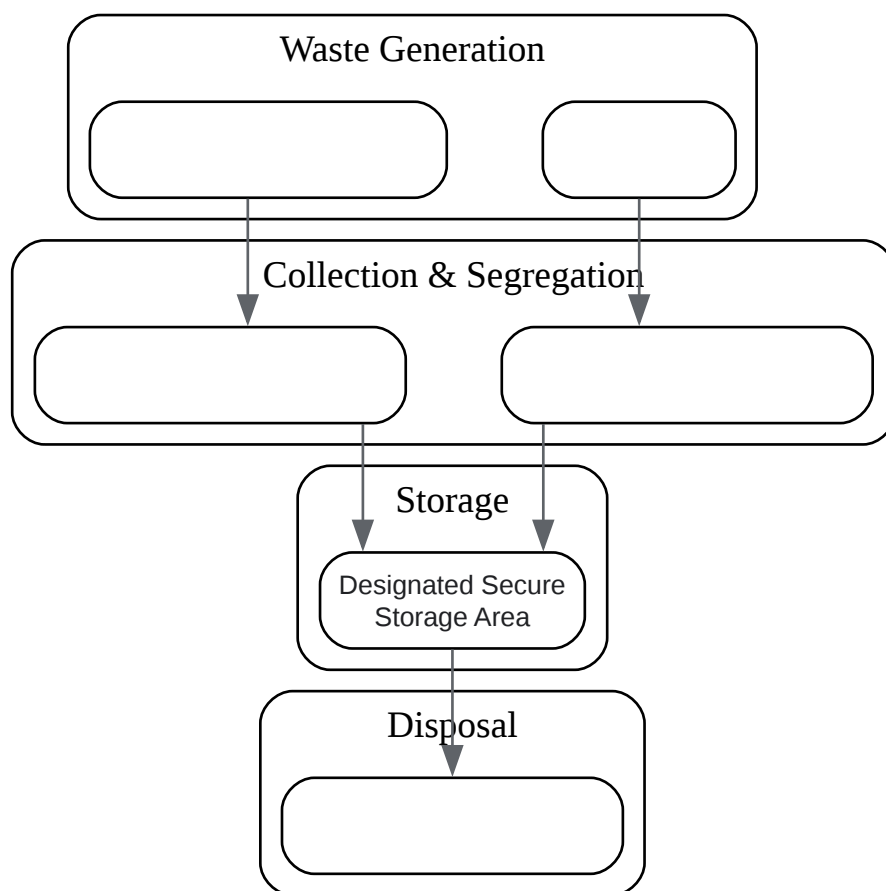 Waste Generation
Collection & Segregation
Storage
Designated Secure
Storage Area
Disposal